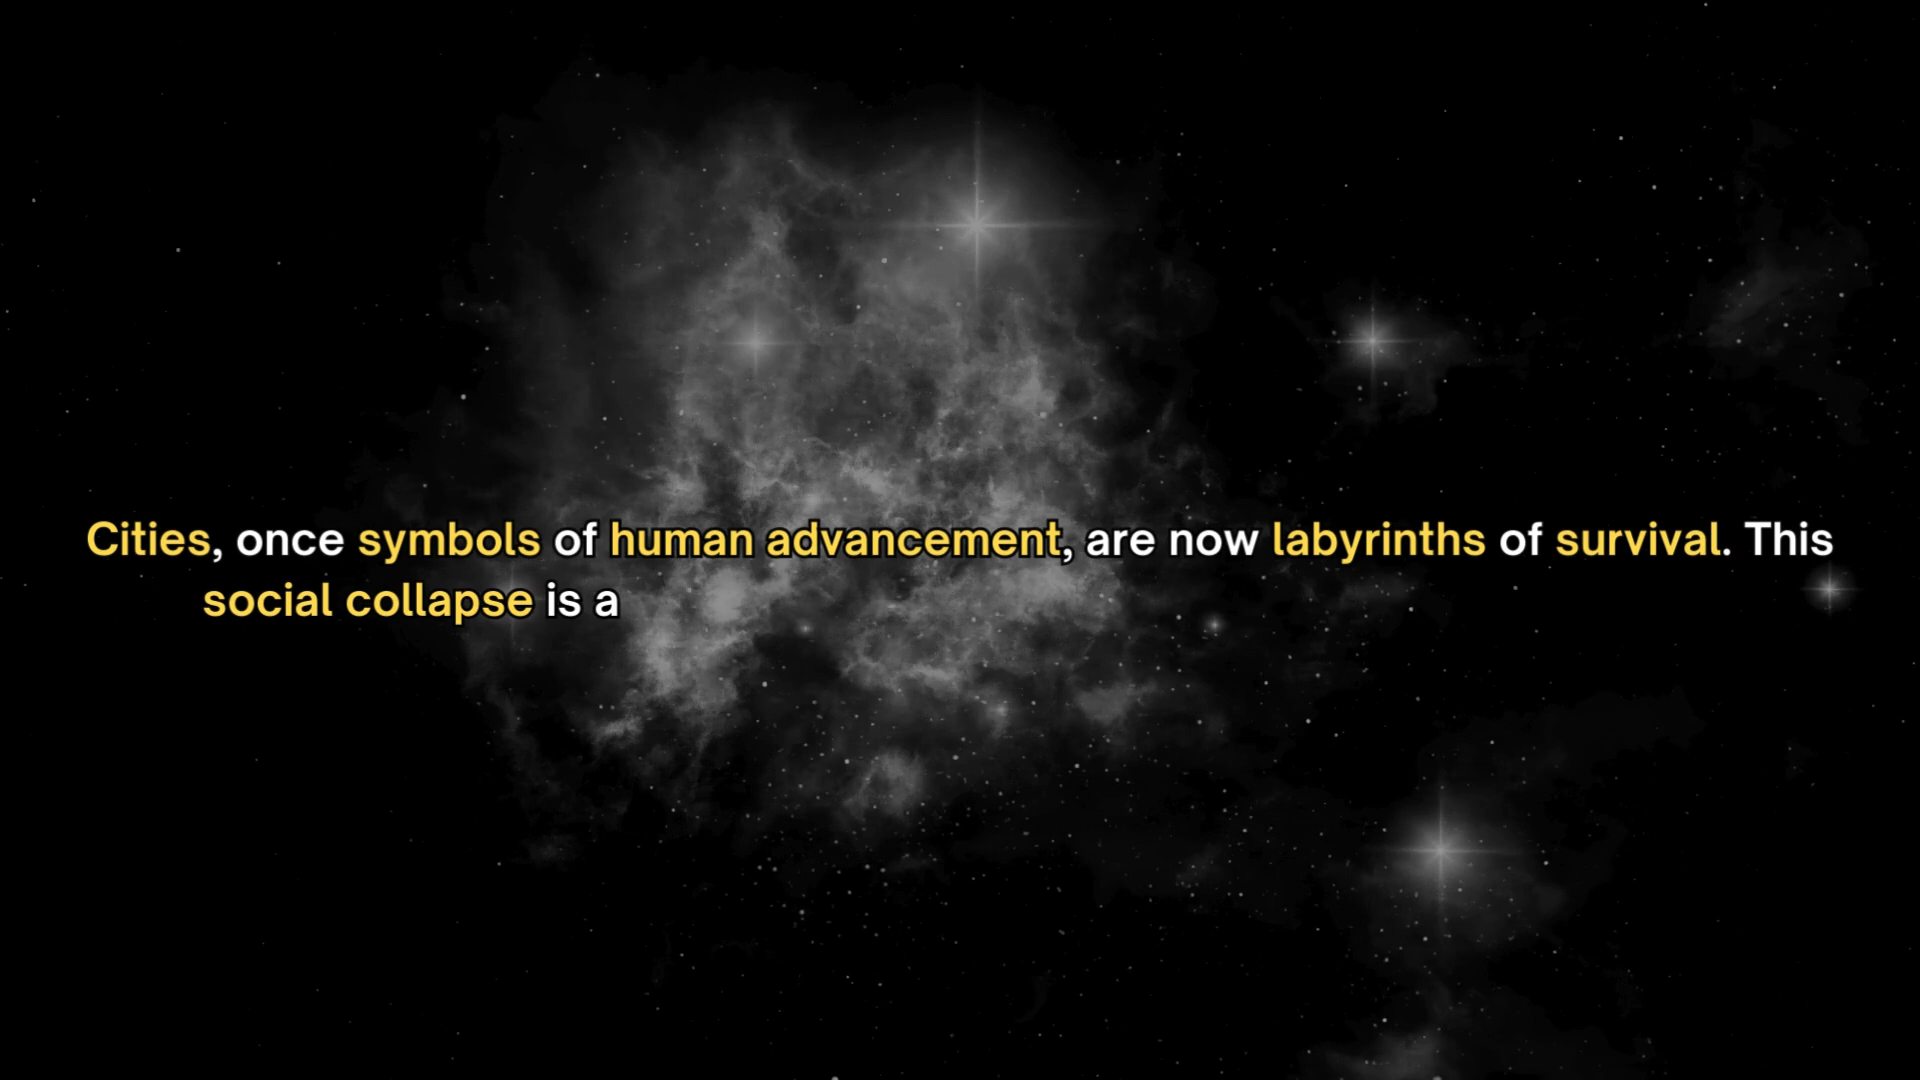 Cities, once symbols of human advancement, are now labyrinths of survival. This
social collapse is a